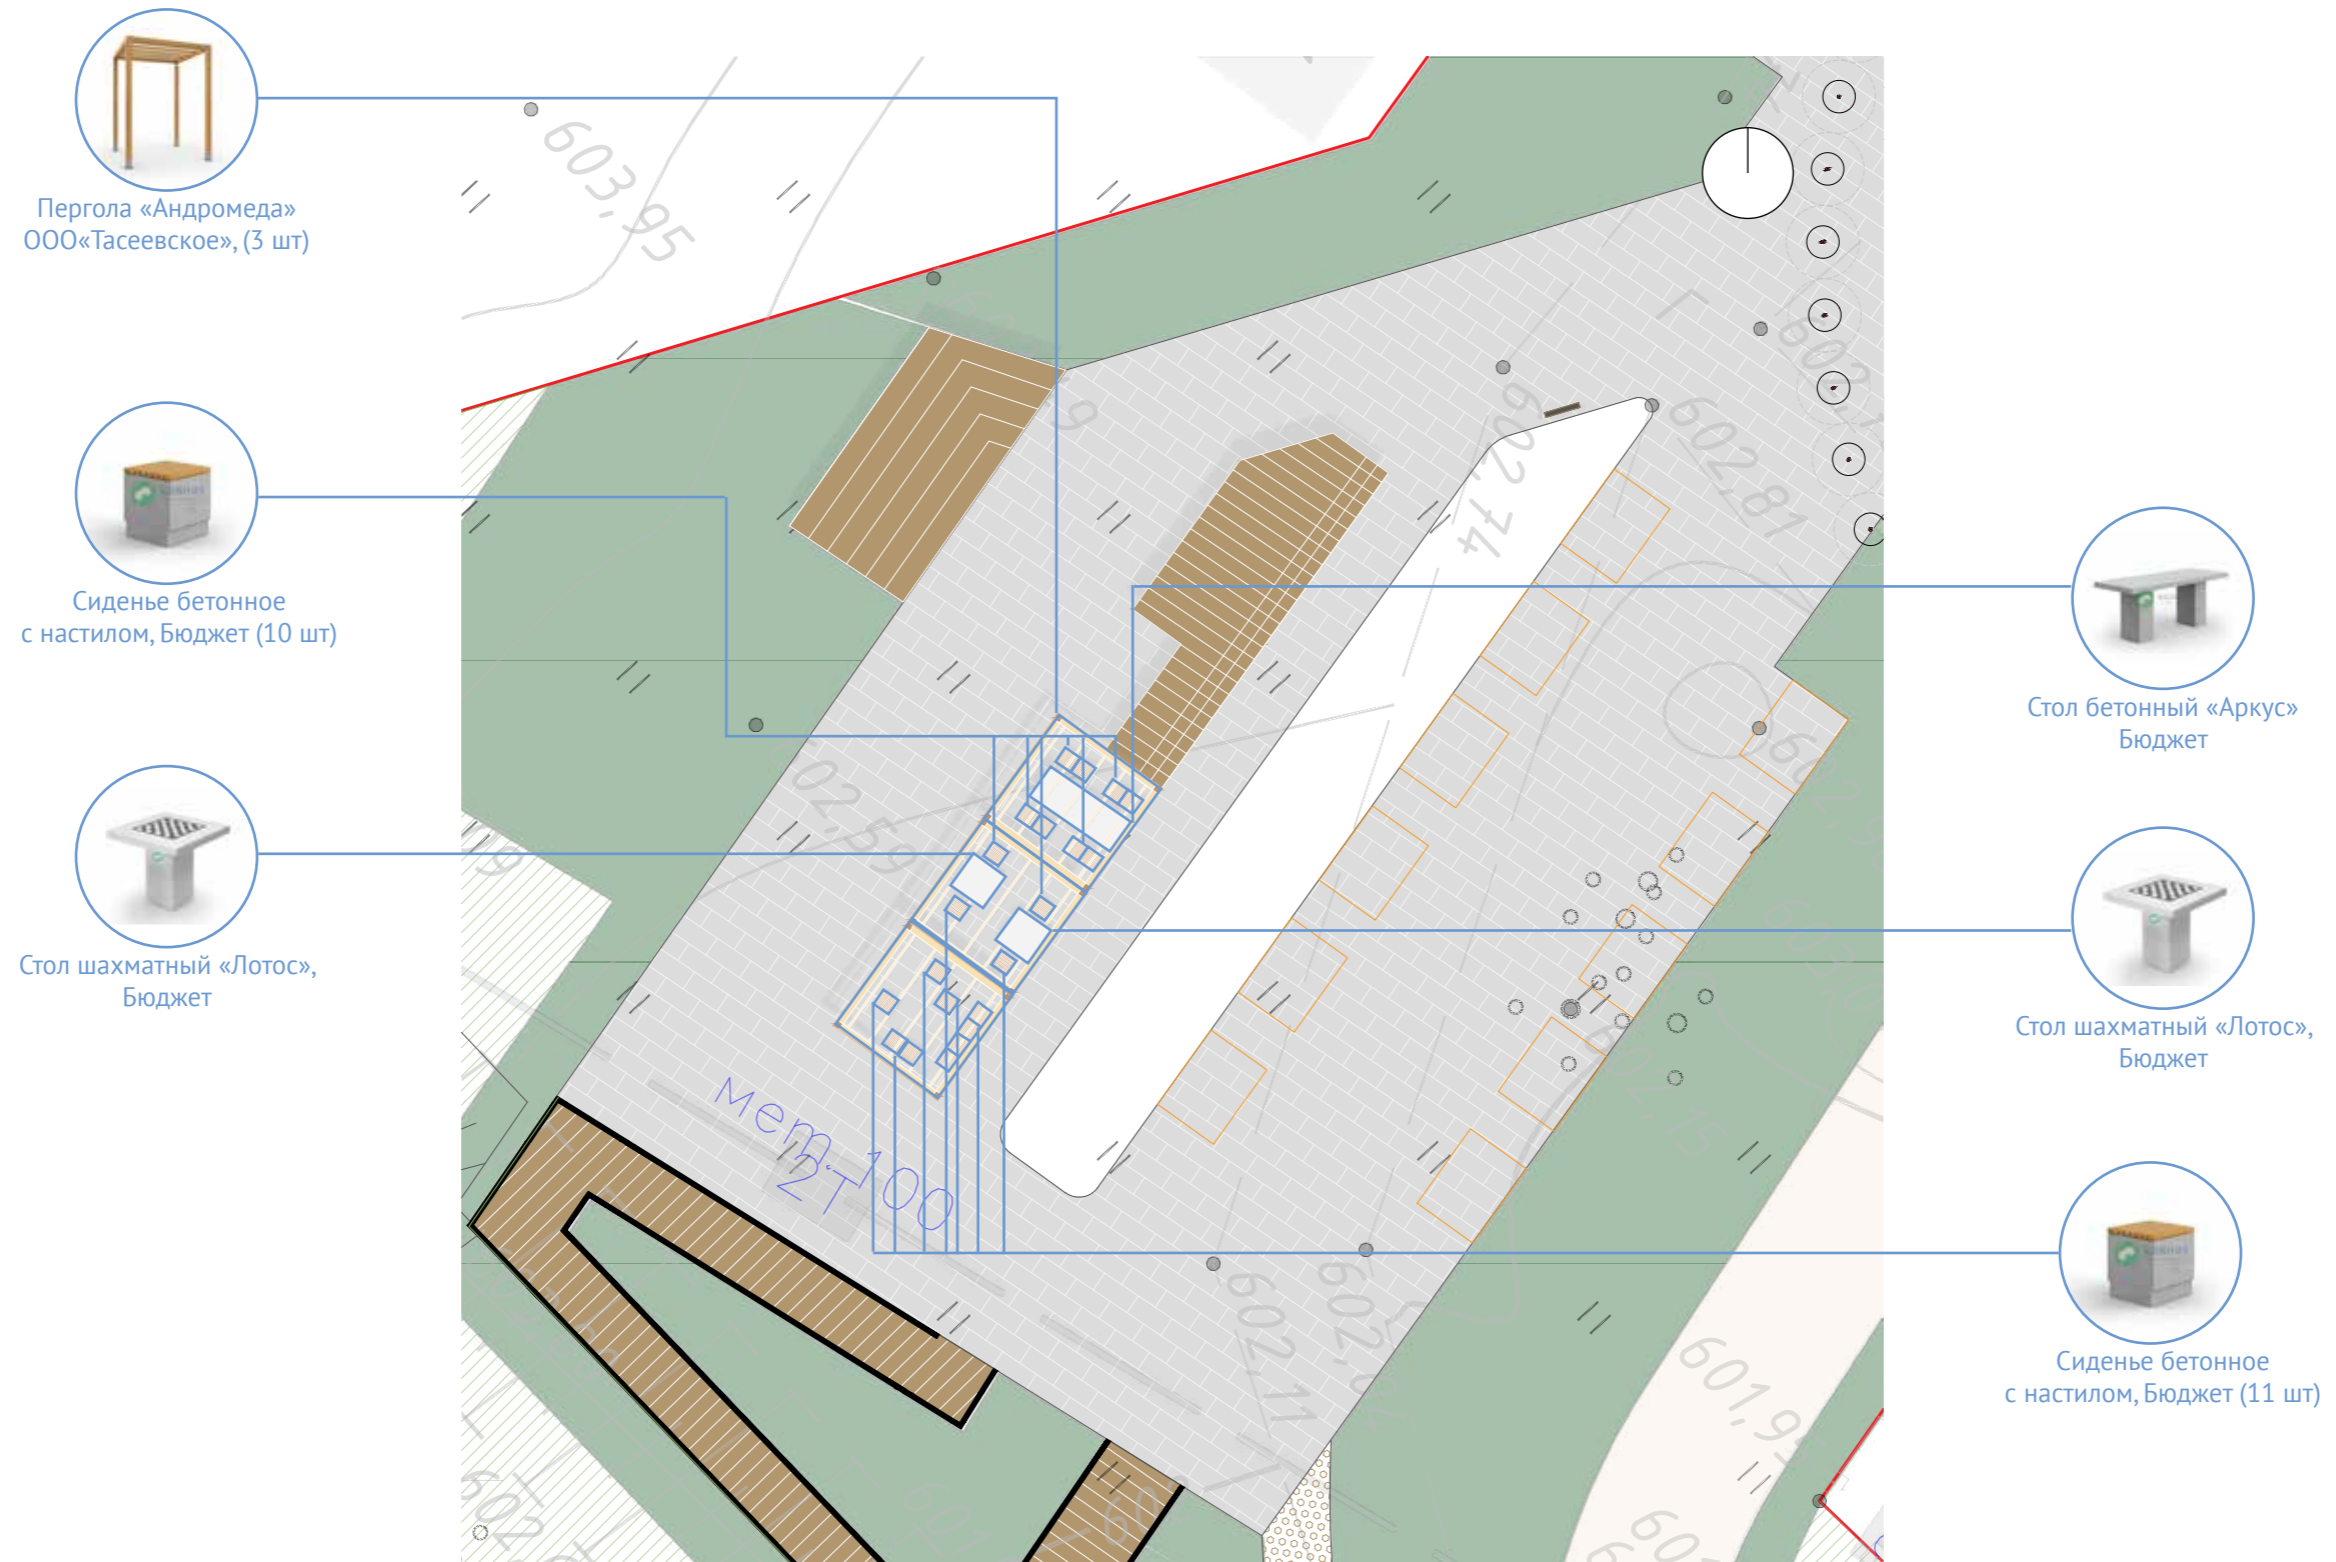 Пергола «Андромеда»
ООО«Тасеевское», (3 шт)
Сиденье бетонное
с настилом, Бюджет (10 шт)
Стол шахматный «Лотос»,
Бюджет
Стол бетонный «Аркус»
Бюджет
Стол шахматный «Лотос»,
Бюджет
Сиденье бетонное
с настилом, Бюджет (11 шт)
603,95
602,74
602,81
602,59
мет.100
2Т
602,11